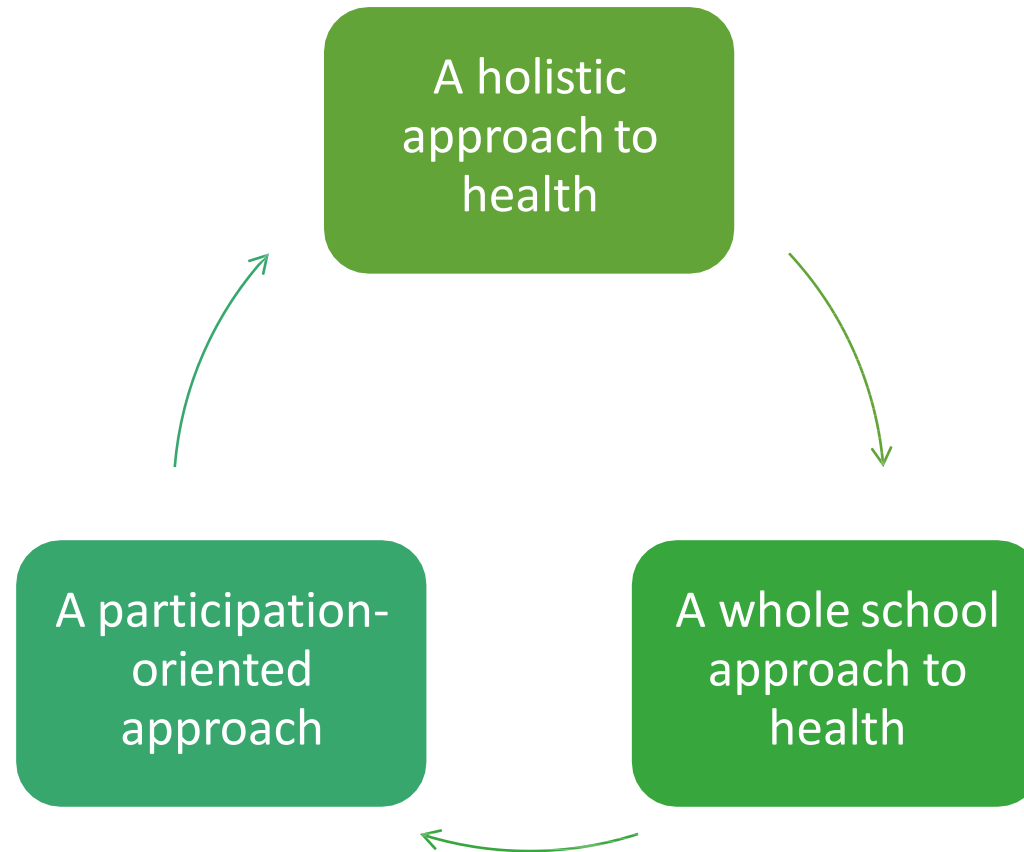 A holistic
approach to
health
A participation-
oriented
approach
A whole school
approach to
health